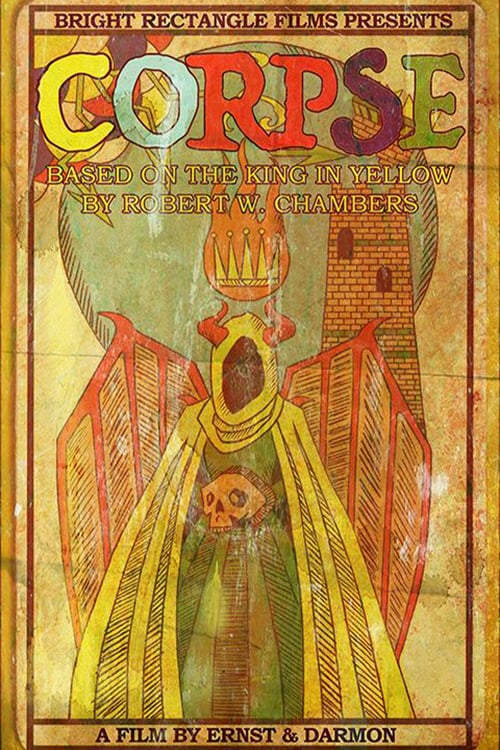 BRIGHT RECTANGLE FILMS PRESENTS
CORPSE
BASED ON THE KING IN YELLOW
BY ROBERT W. CHAMBERS
A FILM BY ERNST & DARMON